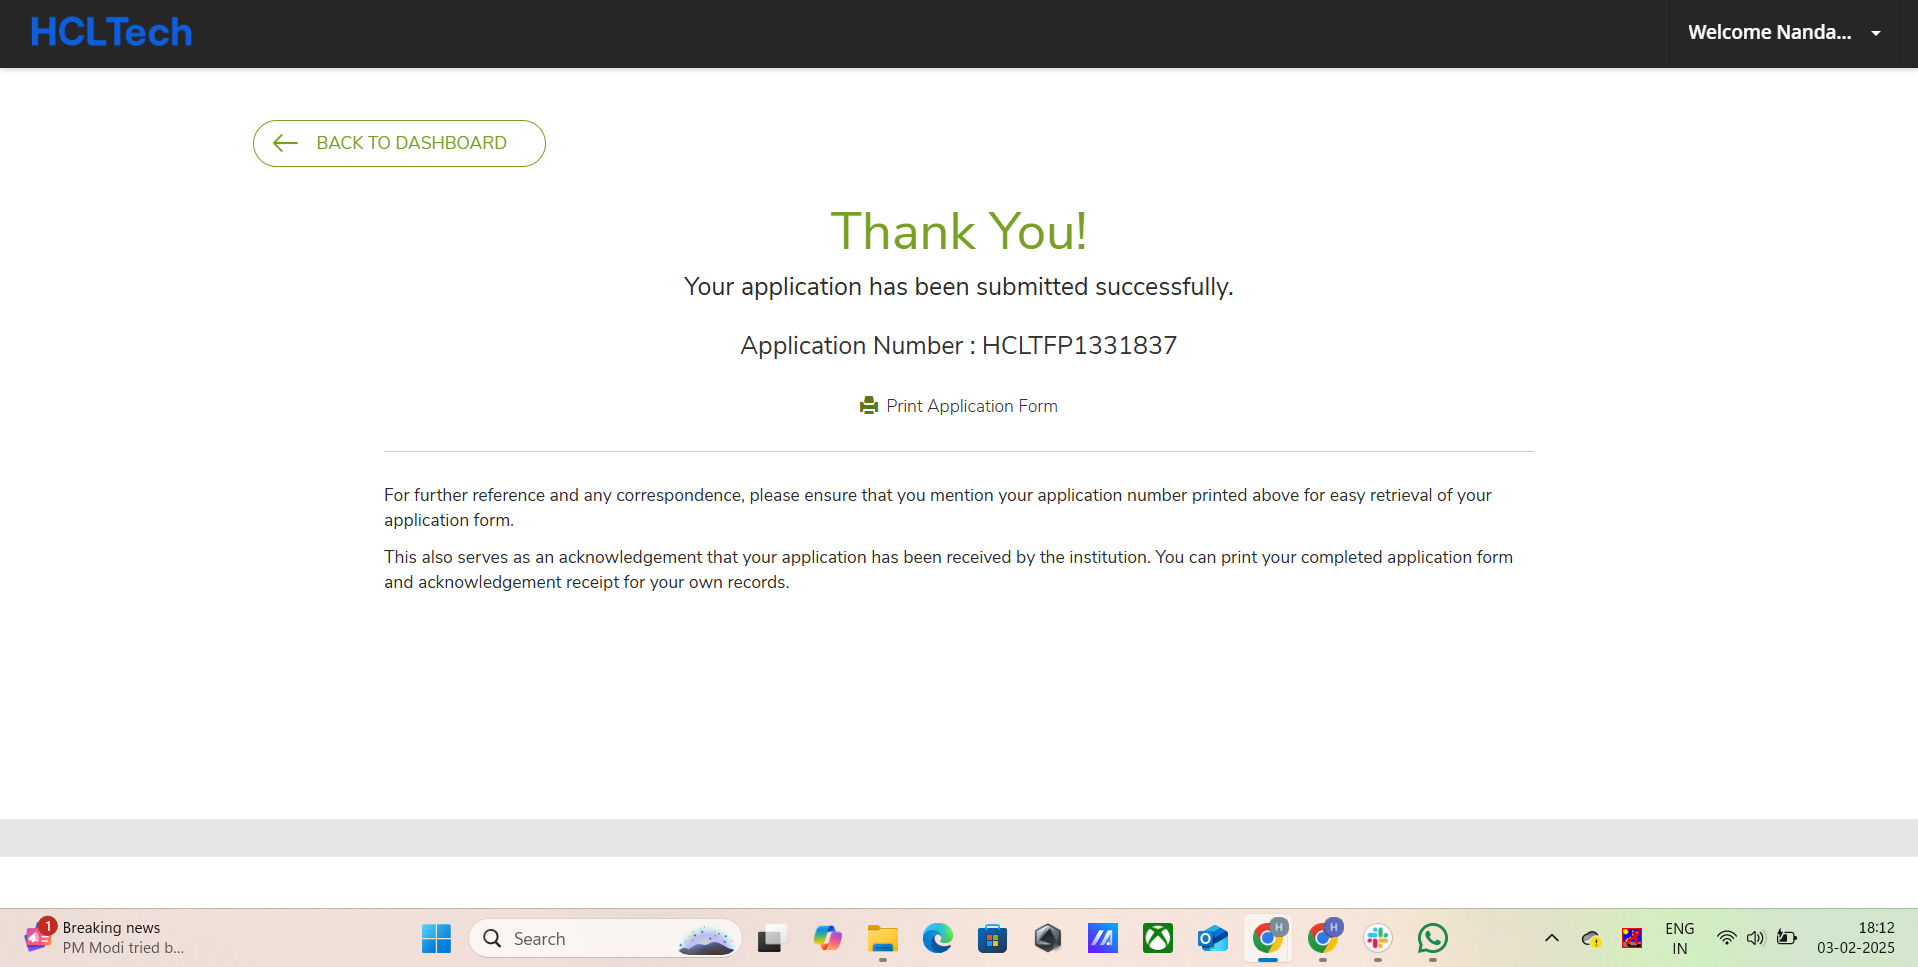 HCLTech
Welcome Nanda...
BACK TO DASHBOARD
Thank You!
Your application has been submitted successfully.
Application Number : HCLTFP1331837
Print Application Form
For further reference and any correspondence, please ensure that you mention your application number printed above for easy retrieval of your
application form.
This also serves as an acknowledgement that your application has been received by the institution. You can print your completed application form
and acknowledgement receipt for your own records.
1
Breaking news
PM Modi tried b...
Search
H
H
ENG
IN
18:12
03-02-2025